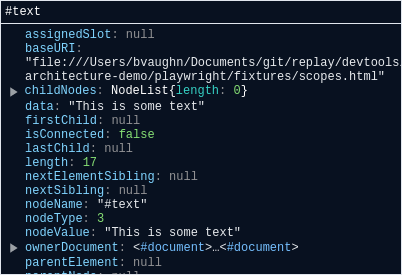 #text
assignedSlot: null
baseURI:
"file:///Users/bvaughn/Documents/git/replay/devtools.
architecture-demo/playwright/fixtures/scopes.html"
childNodes: NodeList{length: 0}
data: "This is some text"
firstChild: null
isConnected: false
lastChild: null
length: 17
nextElementSibling: null
nextSibling: null
nodeName: "#text"
nodeType: 3
nodeValue: "This is some text"
ownerDocument: <#document>…<#document>
parentElement: null
parentNode: null